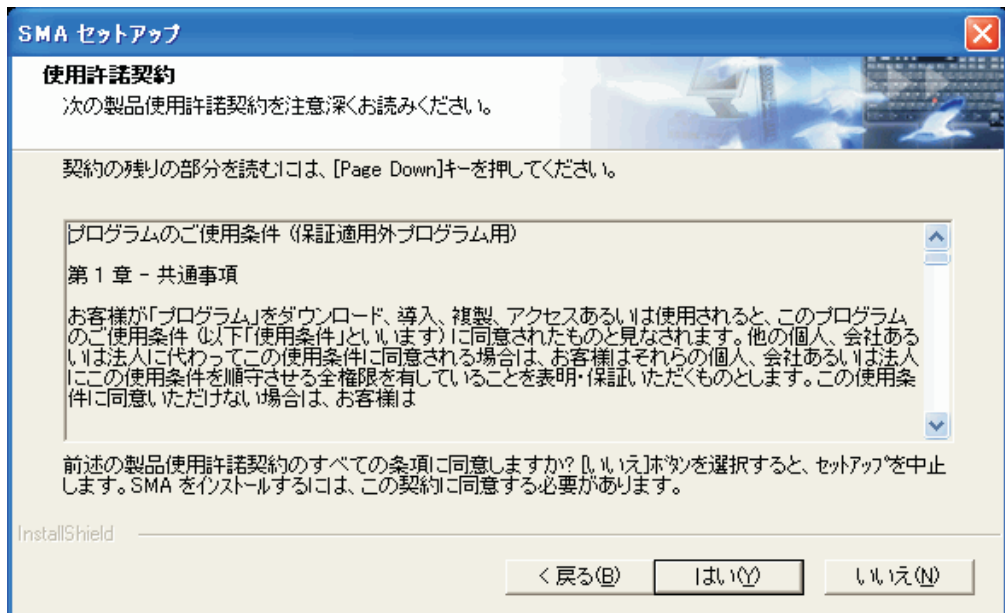 SMA セットアップ
使用許諾契約
次の製品使用許諾契約を注意深くお読みください。
契約の残りの部分を読むには、[Page Down]キーを押してください。
プログラムのご使用条件 (保証適用外プログラム用)
第 1 章 - 共通事項
お客様が「プログラム」をダウンロード、導入、複製、アクセスあるいは使用されると、このプログラム
のご使用条件 (以下「使用条件」といいます) に同意されたものと見なされます。他の個人、会社ある
いは法人に代わってこの使用条件に同意される場合は、お客様はそれらの個人、会社あるいは法人
にこの使用条件を順守させる全権限を有していることを表明・保証いただくものとします。この使用条
件に同意いただけない場合は、お客様は
前述の製品使用許諾契約のすべての条項に同意しますか? [いいえ]ボタンを選択すると、セットアップを中止
します。SMA をインストールするには、この契約に同意する必要があります。
InstallShield
< 戻る(B)
はい(Y)
いいえ(N)